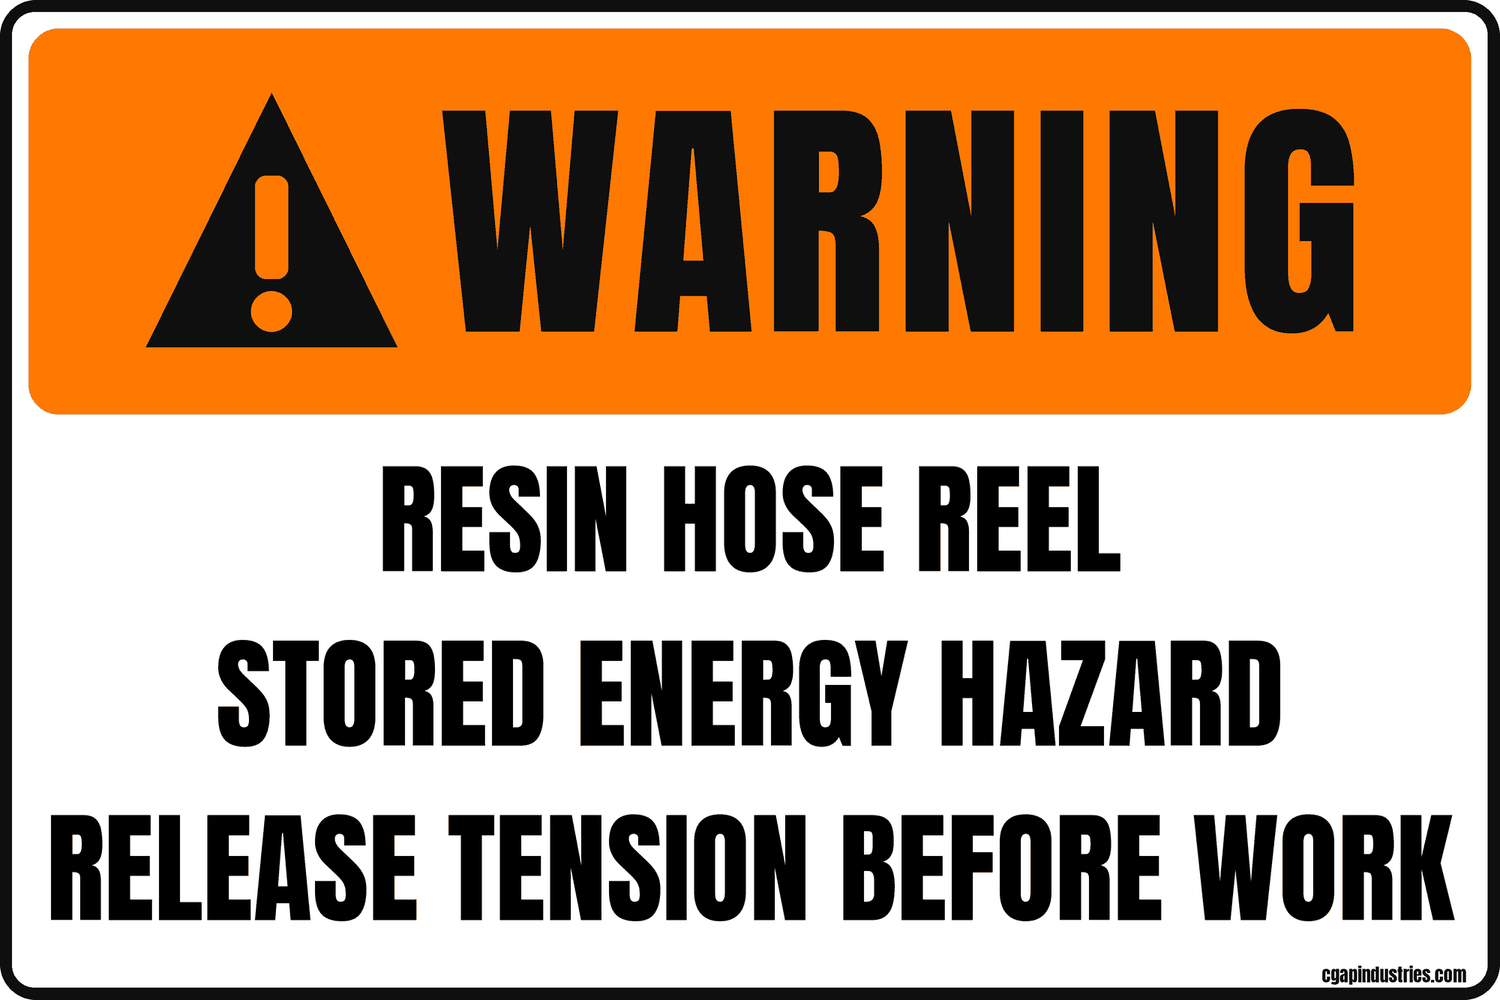 WARNING
RESIN HOSE REEL
STORED ENERGY HAZARD
RELEASE TENSION BEFORE WORK
cgapindustries.com